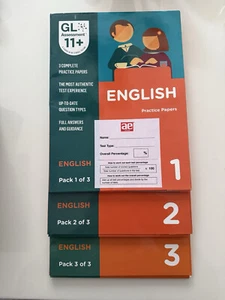 GL
Assessment
11+
3 COMPLETE
PRACTICE PAPERS
THE MOST AUTHENTIC
TEST EXPERIENCE
UP-TO-DATE
QUESTION TYPES
FULL ANSWERS
AND GUIDANCE
ENGLISH
Practice Papers
ae
Name:
Test Type:
Overall Percentage: %
x 100
ENGLISH
Pack 1 of 3
1
ENGLISH
Pack 2 of 3
2
ENGLISH
Pack 3 of 3
3